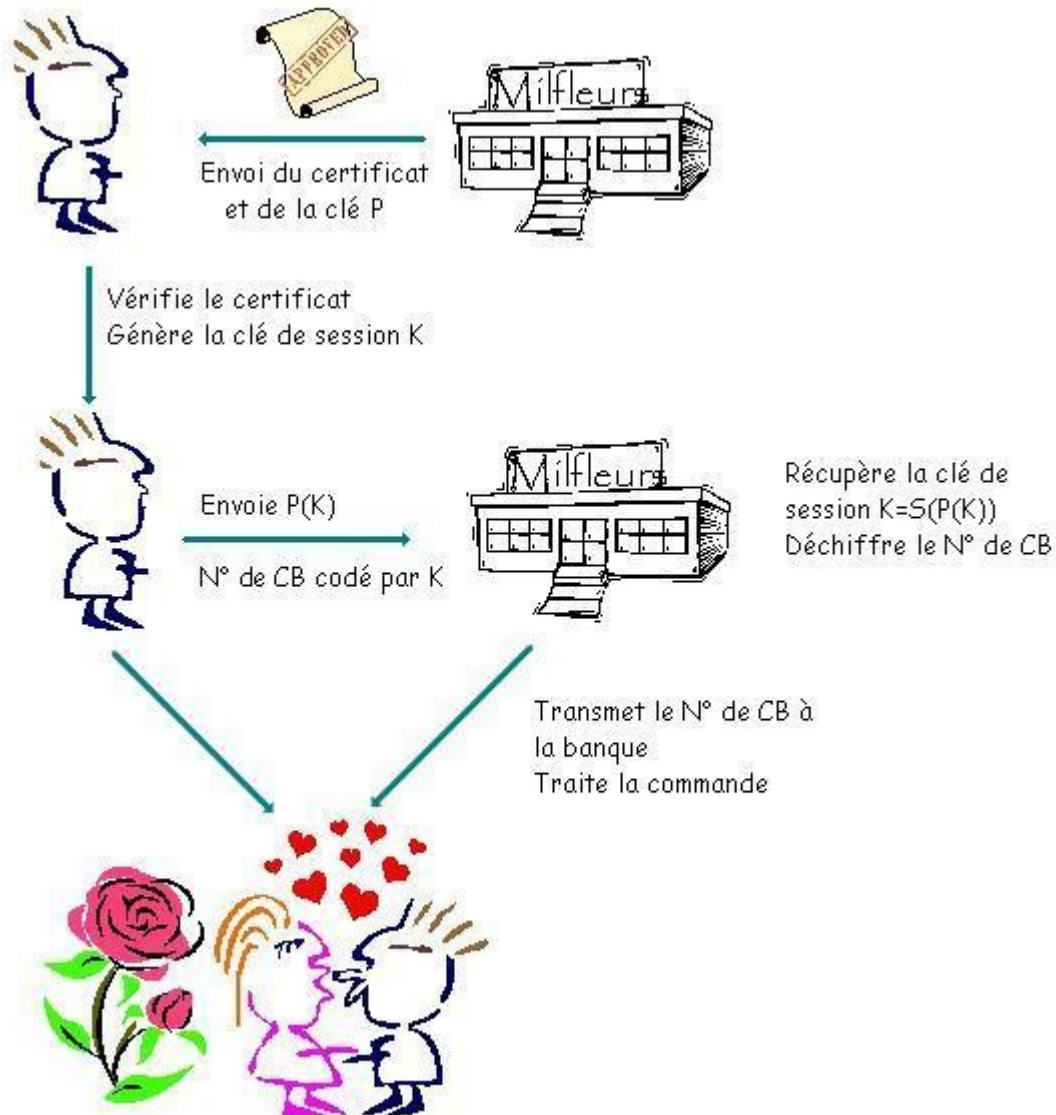 APPROVED
Milfleurs
Envoi du certificat
et de la clé P
Vérifie le certificat
Génère la clé de session K
Milfleurs
Envoie P(K)
N° de CB codé par K
Récupère la clé de
session K=S(P(K))
Déchiffre le N° de CB
Transmet le N° de CB à
la banque
Traite la commande